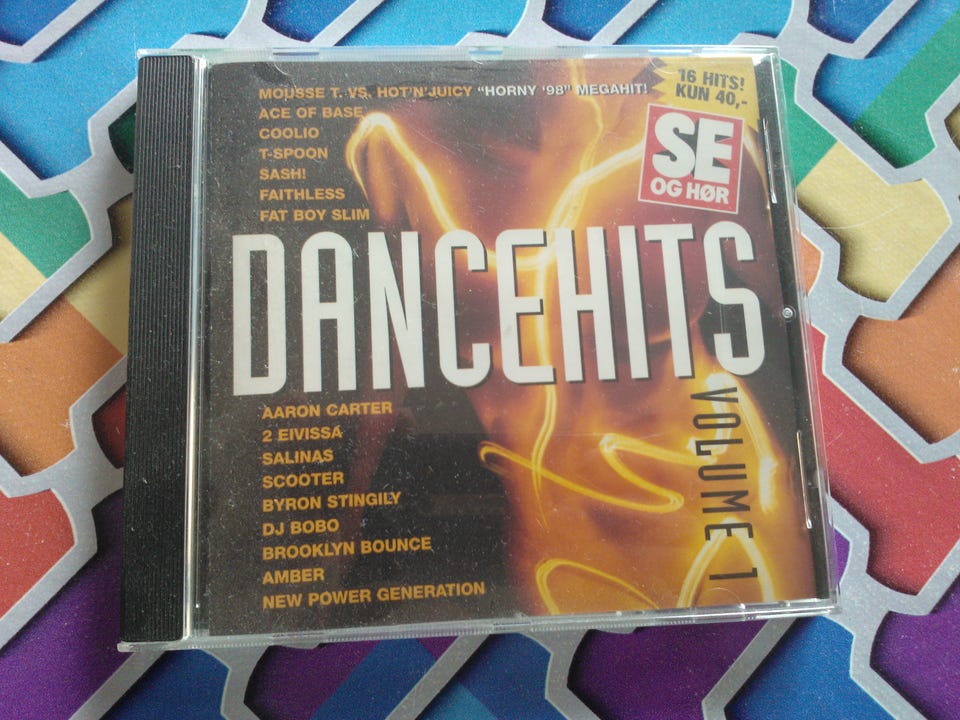 MOUSSE T. VS. HOT'N'JUICY "HORNY '98" MEGAHIT!
ACE OF BASE
COOLIO
T-SPOON
SASH!
FAITHLESS
FAT BOY SLIM
16 HITS!
KUN 40,-
SE
OG HØR
DANCEHITS
VOLUME 1
AARON CARTER
2 EIVISSA
SALINAS
SCOOTER
BYRON STINGILY
DJ BOBO
BROOKLYN BOUNCE
AMBER
NEW POWER GENERATION